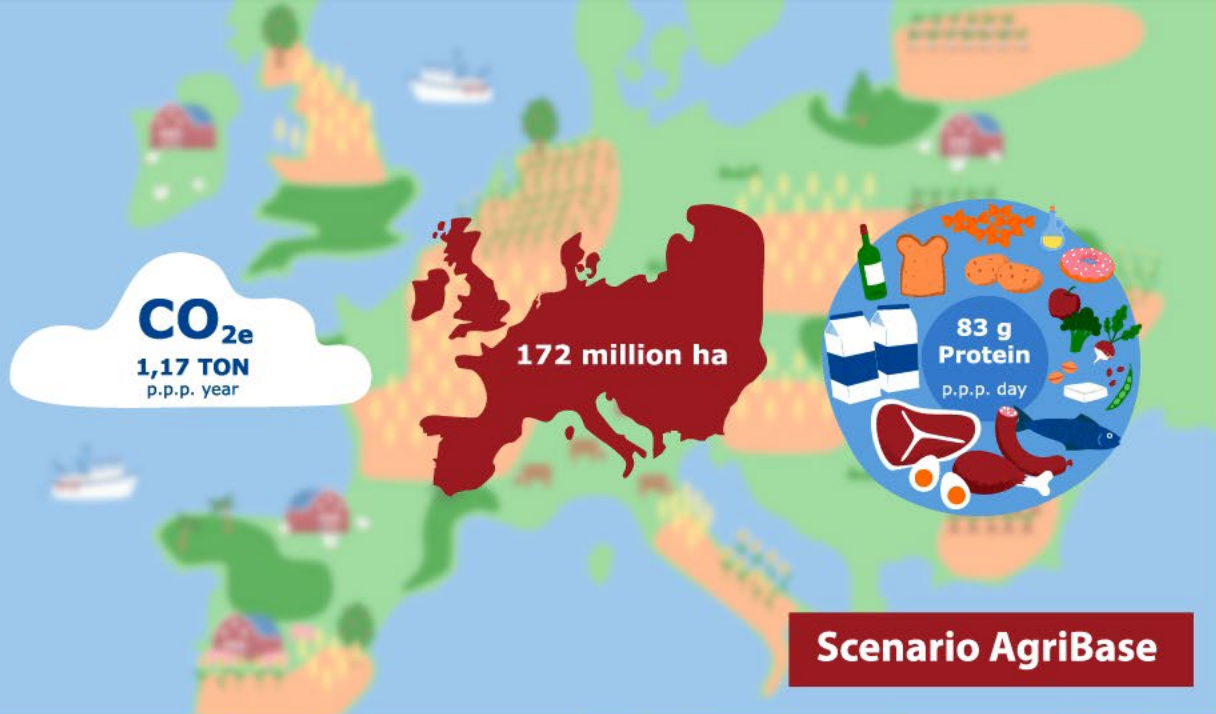 CO2e
1,17 TON
p.p.p. year
172 million ha
83 g
Protein
p.p.p. day
Scenario AgriBase